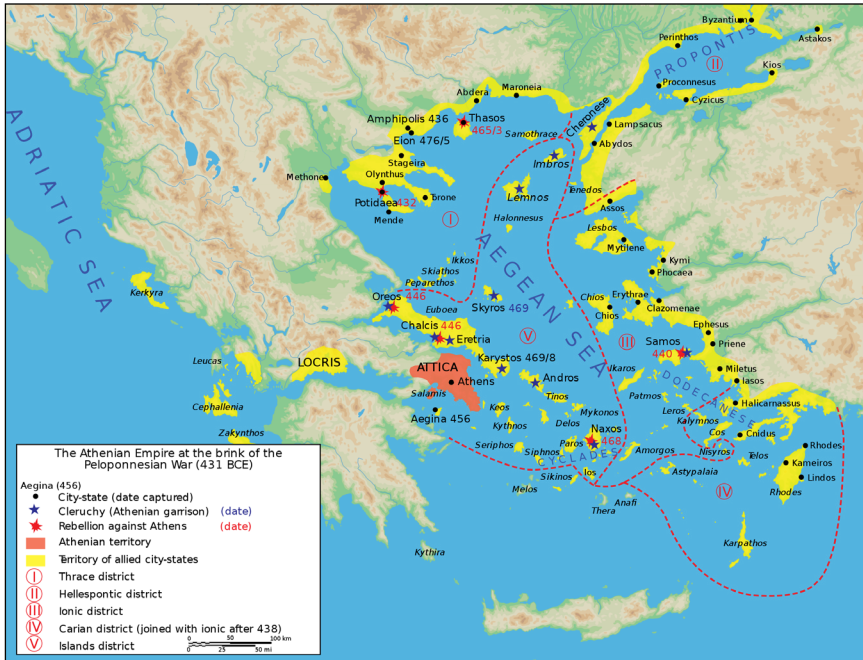 Byzantium
Astakos
Perinthos
PROPONTIS
II
Kios
Proconnesus
Cyzicus
Maroneia
Abdera
Thasos
465/3
Amphipolis 436
Eion 476/5
Cheronese
Lampsacus
Abydos
Samothrace
Imbros
Stageira
Olynthus
Methone
Potidaea 432
Torone
Mende
Lemnos
Tenedos
Assos
I
Halonnesus
ADRIATIC SEA
AEGEAN SEA
Lesbos
Mytilene
Kymi
Phocaea
Ikkos
Skiathos
Peparethos
Kerkyra
Oreos 446
Euboea
Skyros 469
Chios
Erythrae
Clazomenae
Chios
Chalcis 446
Eretria
V
III
Ephesus
Samos
440
Priene
Leucas
LOCRIS
ATTICA
Karystos 469/8
Athens
Andros
Ikaros
Miletus
Iasos
DODECANESE
Salamis
Tinos
Patmos
Halicarnassus
Cephallenia
Keos
Mykonos
Leros
Kalymnos
Aegina 456
Kythnos
Delos
Naxos
468
Cos
Cnidus
Zakynthos
Seriphos
Paros
CYCLADES
Siphnos
Amorgos
Nisyros
Telos
Rhodes
Kameiros
Ios
Astypalaia
Lindos
Sikinos
Melos
Rhodes
IV
Anafi
Thera
Karpathos
Kythira
The Athenian Empire at the brink of the
Peloponnesian War (431 BCE)
Aegina (456)
City-state (date captured)
Cleruchy (Athenian garrison) (date)
Rebellion against Athens (date)
Athenian territory
Territory of allied city-states
I Thrace district
II Hellespontic district
III Ionic district
IV Carian district (joined with ionic after 438)
V Islands district
0 50 100 km
0 25 50 mi